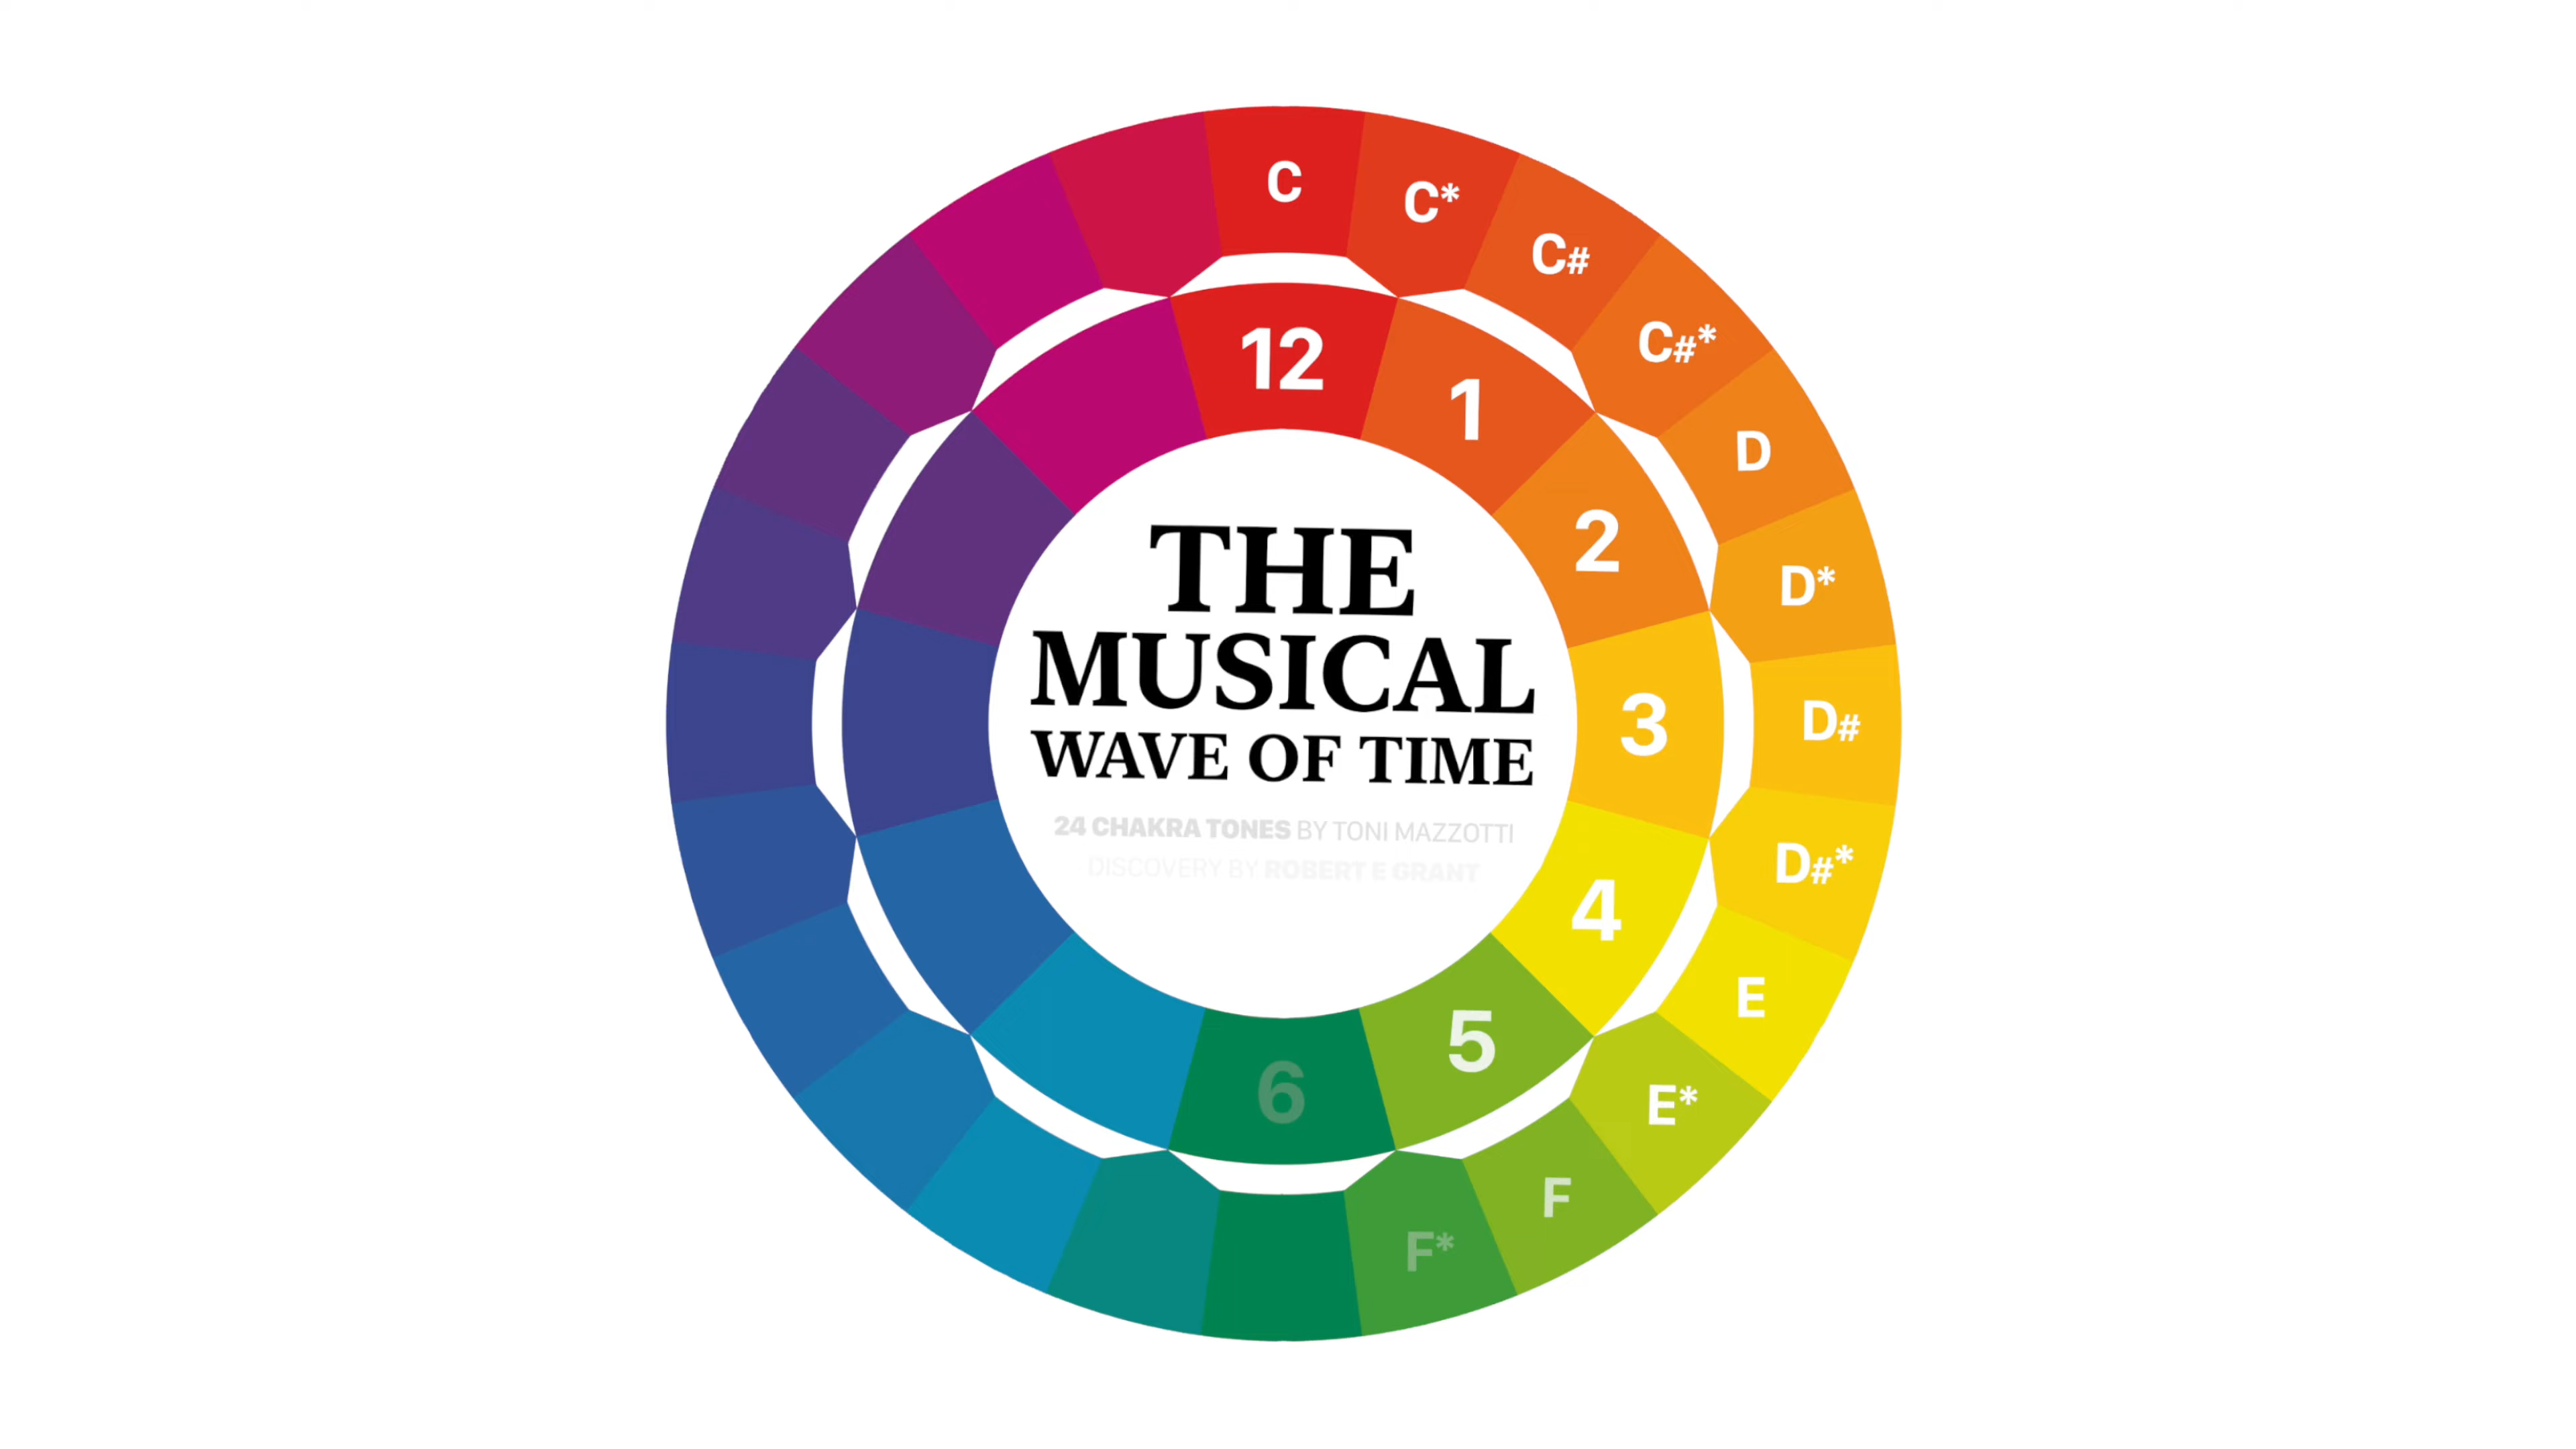 C
C*
C#
C#*
D
D*
D#
D#*
E
E*
F
F*
12
1
2
3
4
5
6
THE
MUSICAL
WAVE OF TIME
24 CHAKRA TONES BY TONI MAZZOTTI
DISCOVERY BY ROBERT E GRANT